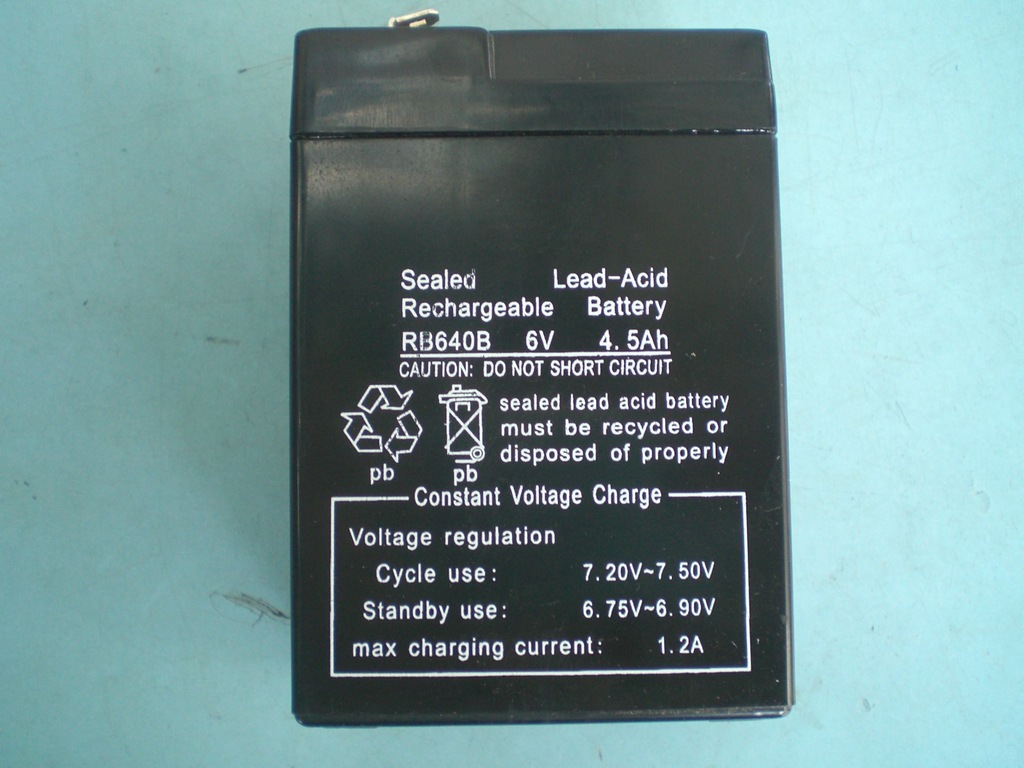 Sealed Lead-Acid
Rechargeable Battery
RB640B 6V 4.5Ah
CAUTION: DO NOT SHORT CIRCUIT
sealed lead acid battery
must be recycled or
disposed of properly
pb pb
Constant Voltage Charge
Voltage regulation
Cycle use: 7.20V~7.50V
Standby use: 6.75V~6.90V
max charging current: 1.2A